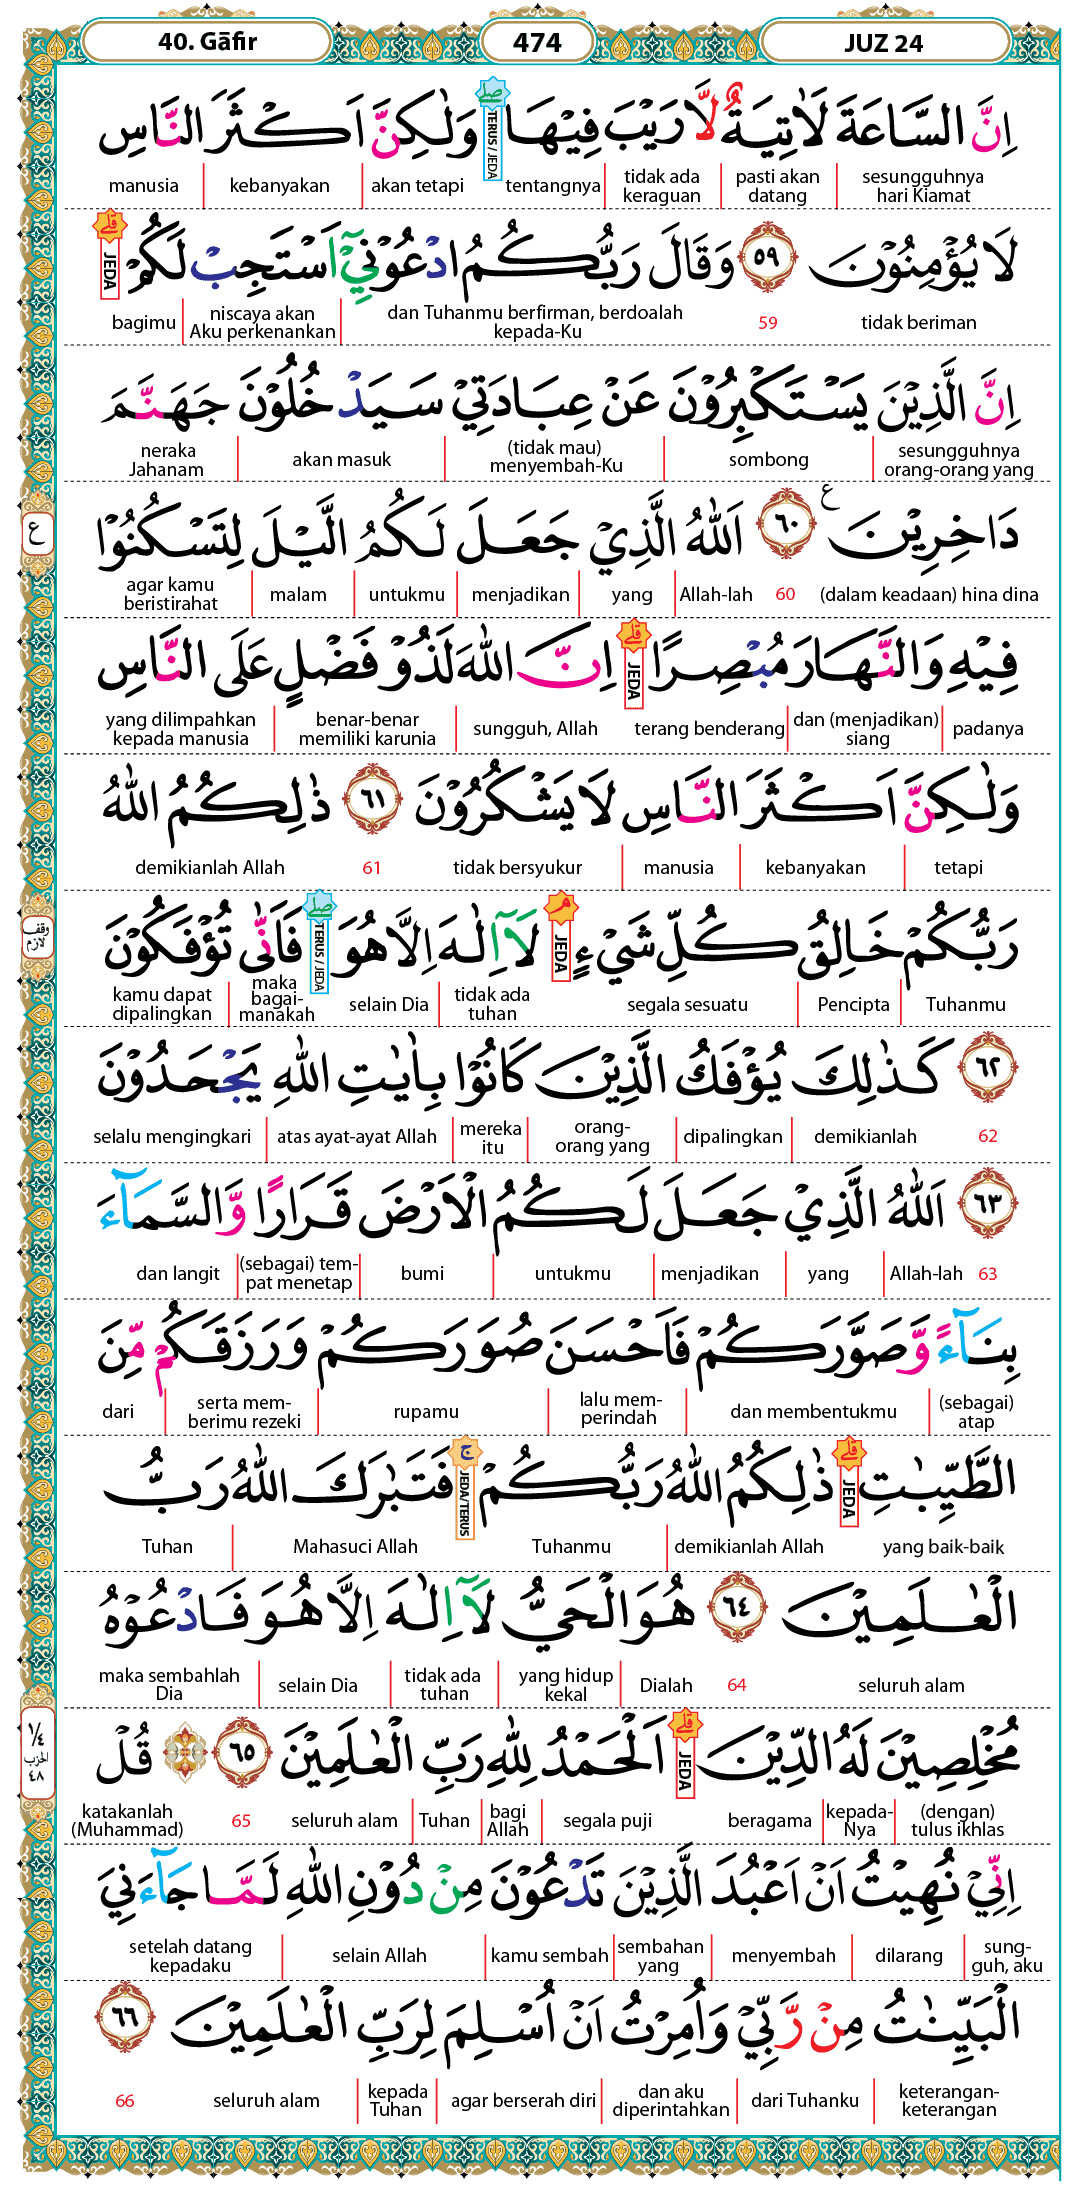 40. Gāfir 474 JUZ 24
اِنَّ السَّاعَةَ لَاٰتِيَةٌ لَّا رَيْبَ فِيْهَا ۖ وَلٰكِنَّ اَكْثَرَ النَّاسِ
TERUS / JEDA
sesungguhnya hari Kiamat | pasti akan datang | tidak ada keraguan | tentangnya | akan tetapi | kebanyakan | manusia
لَا يُؤْمِنُوْنَ ٥٩ وَقَالَ رَبُّكُمُ ادْعُوْنِيْٓ اَسْتَجِبْ لَكُمْ ۗ
JEDA
tidak beriman 59 dan Tuhanmu berfirman, berdoalah kepada-Ku | niscaya akan Aku perkenankan | bagimu
اِنَّ الَّذِيْنَ يَسْتَكْبِرُوْنَ عَنْ عِبَادَتِيْ سَيَدْخُلُوْنَ جَهَنَّمَ
sesungguhnya orang-orang yang | sombong | (tidak mau) menyembah-Ku | akan masuk | neraka Jahanam
دَاخِرِيْنَ ع ٦٠ اَللّٰهُ الَّذِيْ جَعَلَ لَكُمُ الَّيْلَ لِتَسْكُنُوْا
ع
(dalam keadaan) hina dina 60 Allah-lah | yang | menjadikan | untukmu | malam | agar kamu beristirahat
فِيْهِ وَالنَّهَارَ مُبْصِرًا ۗ اِنَّ اللّٰهَ لَذُوْ فَضْلٍ عَلَى النَّاسِ
JEDA
padanya | dan (menjadikan) siang | terang benderang sungguh, Allah | benar-benar memiliki karunia | yang dilimpahkan kepada manusia
وَلٰكِنَّ اَكْثَرَ النَّاسِ لَا يَشْكُرُوْنَ ٦١ ذٰلِكُمُ اللّٰهُ
tetapi | kebanyakan | manusia | tidak bersyukur 61 demikianlah Allah
رَبُّكُمْ خَالِقُ كُلِّ شَيْءٍ ۘ لَآ اِلٰهَ اِلَّا هُوَ ۖ فَاَنّٰى تُؤْفَكُوْنَ
JEDA TERUS / JEDA
وقف لازم
Tuhanmu | Pencipta | segala sesuatu tidak ada tuhan | selain Dia maka bagai-manakah | kamu dapat dipalingkan
٦٢ كَذٰلِكَ يُؤْفَكُ الَّذِيْنَ كَانُوْا بِاٰيٰتِ اللّٰهِ يَجْحَدُوْنَ
62 demikianlah | dipalingkan | orang-orang yang | mereka itu | atas ayat-ayat Allah | selalu mengingkari
٦٣ اَللّٰهُ الَّذِيْ جَعَلَ لَكُمُ الْاَرْضَ قَرَارًا وَّالسَّمَاۤءَ
63 Allah-lah | yang | menjadikan | untukmu | bumi | (sebagai) tem-pat menetap | dan langit
بِنَاۤءً وَّصَوَّرَكُمْ فَاَحْسَنَ صُوَرَكُمْ وَرَزَقَكُمْ مِّنَ
(sebagai) atap | dan membentukmu | lalu mem-perindah | rupamu | serta mem-berimu rezeki | dari
الطَّيِّبٰتِ ۗ ذٰلِكُمُ اللّٰهُ رَبُّكُمْ ۚ فَتَبٰرَكَ اللّٰهُ رَبُّ
JEDA JEDA/TERUS
yang baik-baik demikianlah Allah | Tuhanmu Mahasuci Allah | Tuhan
الْعٰلَمِيْنَ ٦٤ هُوَ الْحَيُّ لَآ اِلٰهَ اِلَّا هُوَ فَادْعُوْهُ
seluruh alam 64 Dialah | yang hidup kekal | tidak ada tuhan | selain Dia | maka sembahlah Dia
مُخْلِصِيْنَ لَهُ الدِّيْنَ ۗ اَلْحَمْدُ لِلّٰهِ رَبِّ الْعٰلَمِيْنَ ٦٥ ۞ قُلْ
JEDA
١/٤ الحزب ٤٨
(dengan) tulus ikhlas | kepada-Nya | beragama segala puji | bagi Allah | Tuhan | seluruh alam 65 katakanlah (Muhammad)
اِنِّيْ نُهِيْتُ اَنْ اَعْبُدَ الَّذِيْنَ تَدْعُوْنَ مِنْ دُوْنِ اللّٰهِ لَمَّا جَاۤءَنِيَ
sung-guh, aku | dilarang | menyembah | sembahan yang | kamu sembah | selain Allah | setelah datang kepadaku
الْبَيِّنٰتُ مِنْ رَّبِّيْ وَاُمِرْتُ اَنْ اُسْلِمَ لِرَبِّ الْعٰلَمِيْنَ ٦٦
keterangan-keterangan | dari Tuhanku | dan aku diperintahkan | agar berserah diri | kepada Tuhan | seluruh alam 66